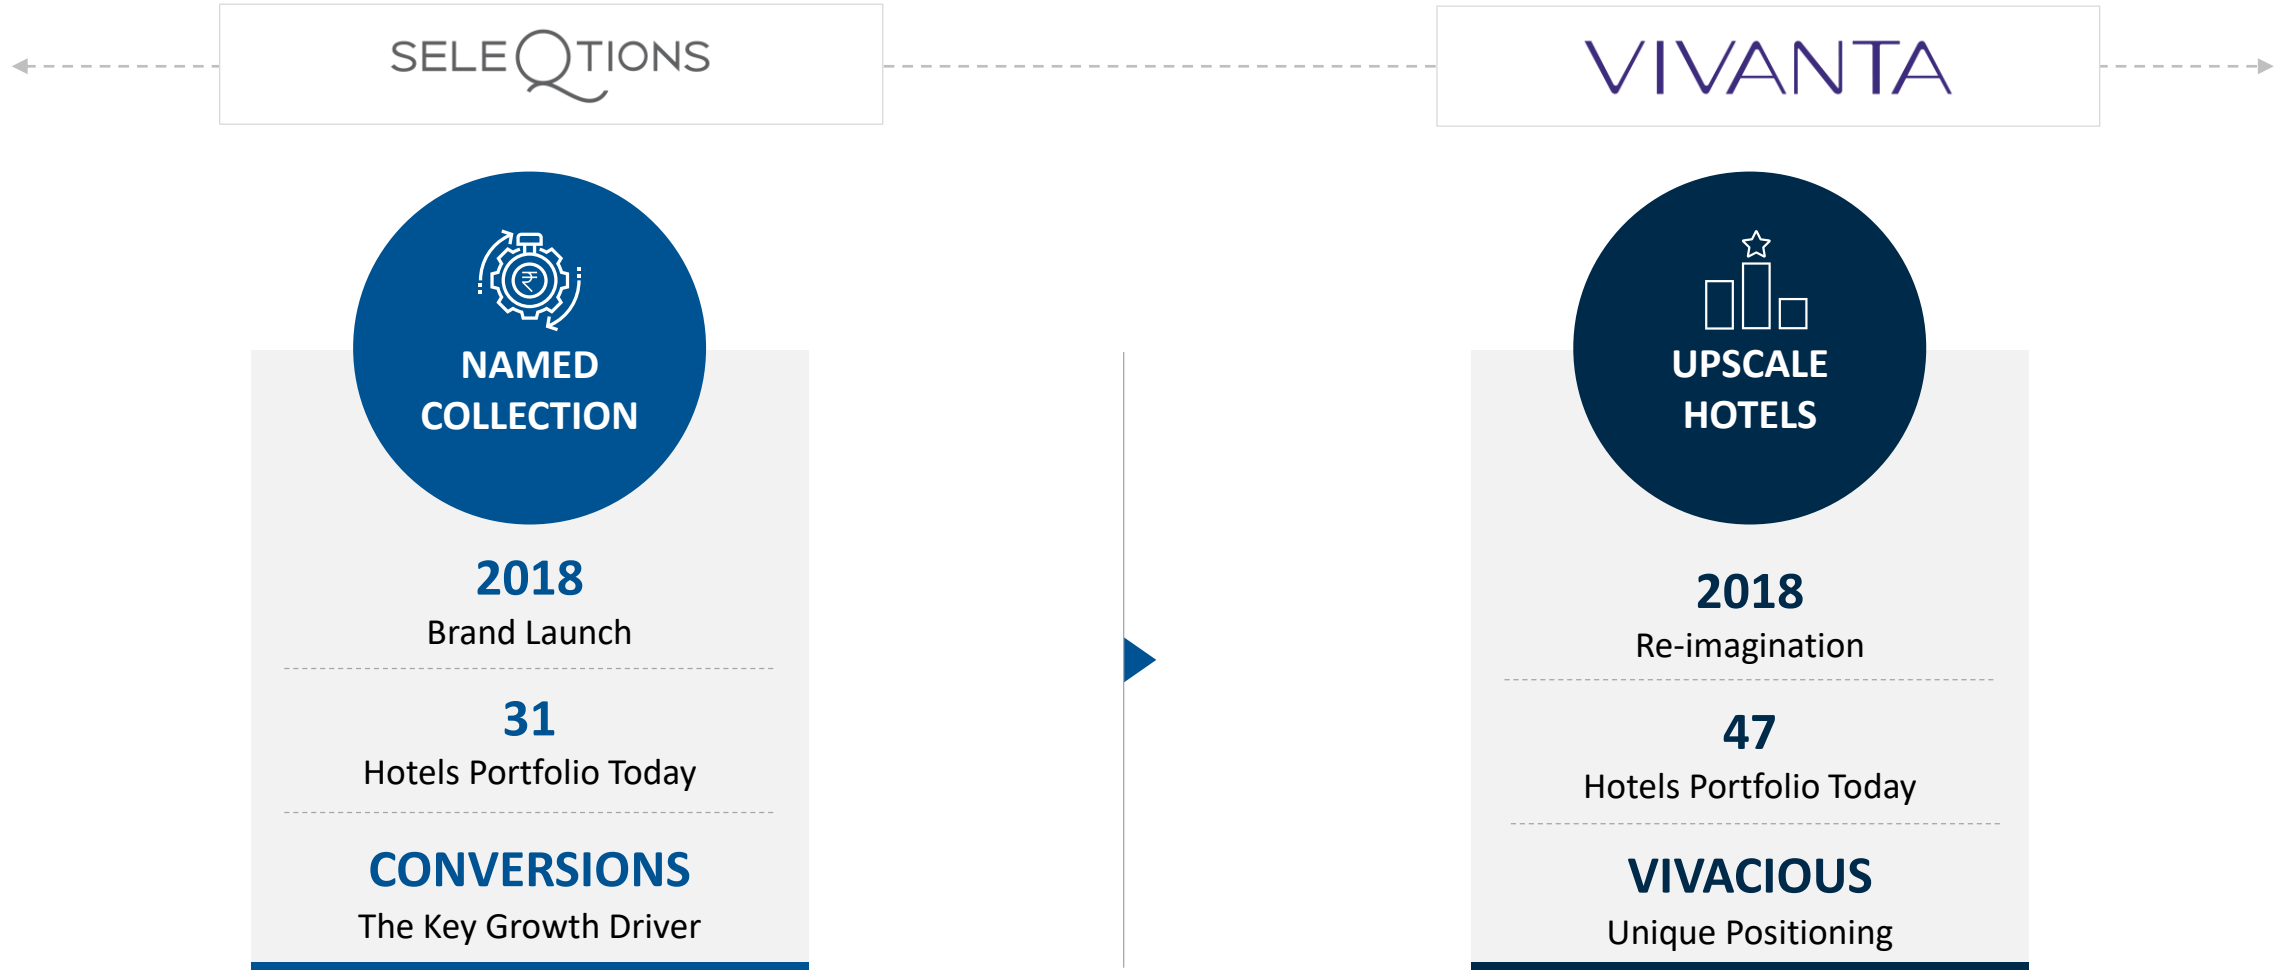 SELEQTIONS
VIVANTA
₹
NAMED
COLLECTION
2018
Brand Launch
31
Hotels Portfolio Today
CONVERSIONS
The Key Growth Driver
UPSCALE
HOTELS
2018
Re-imagination
47
Hotels Portfolio Today
VIVACIOUS
Unique Positioning